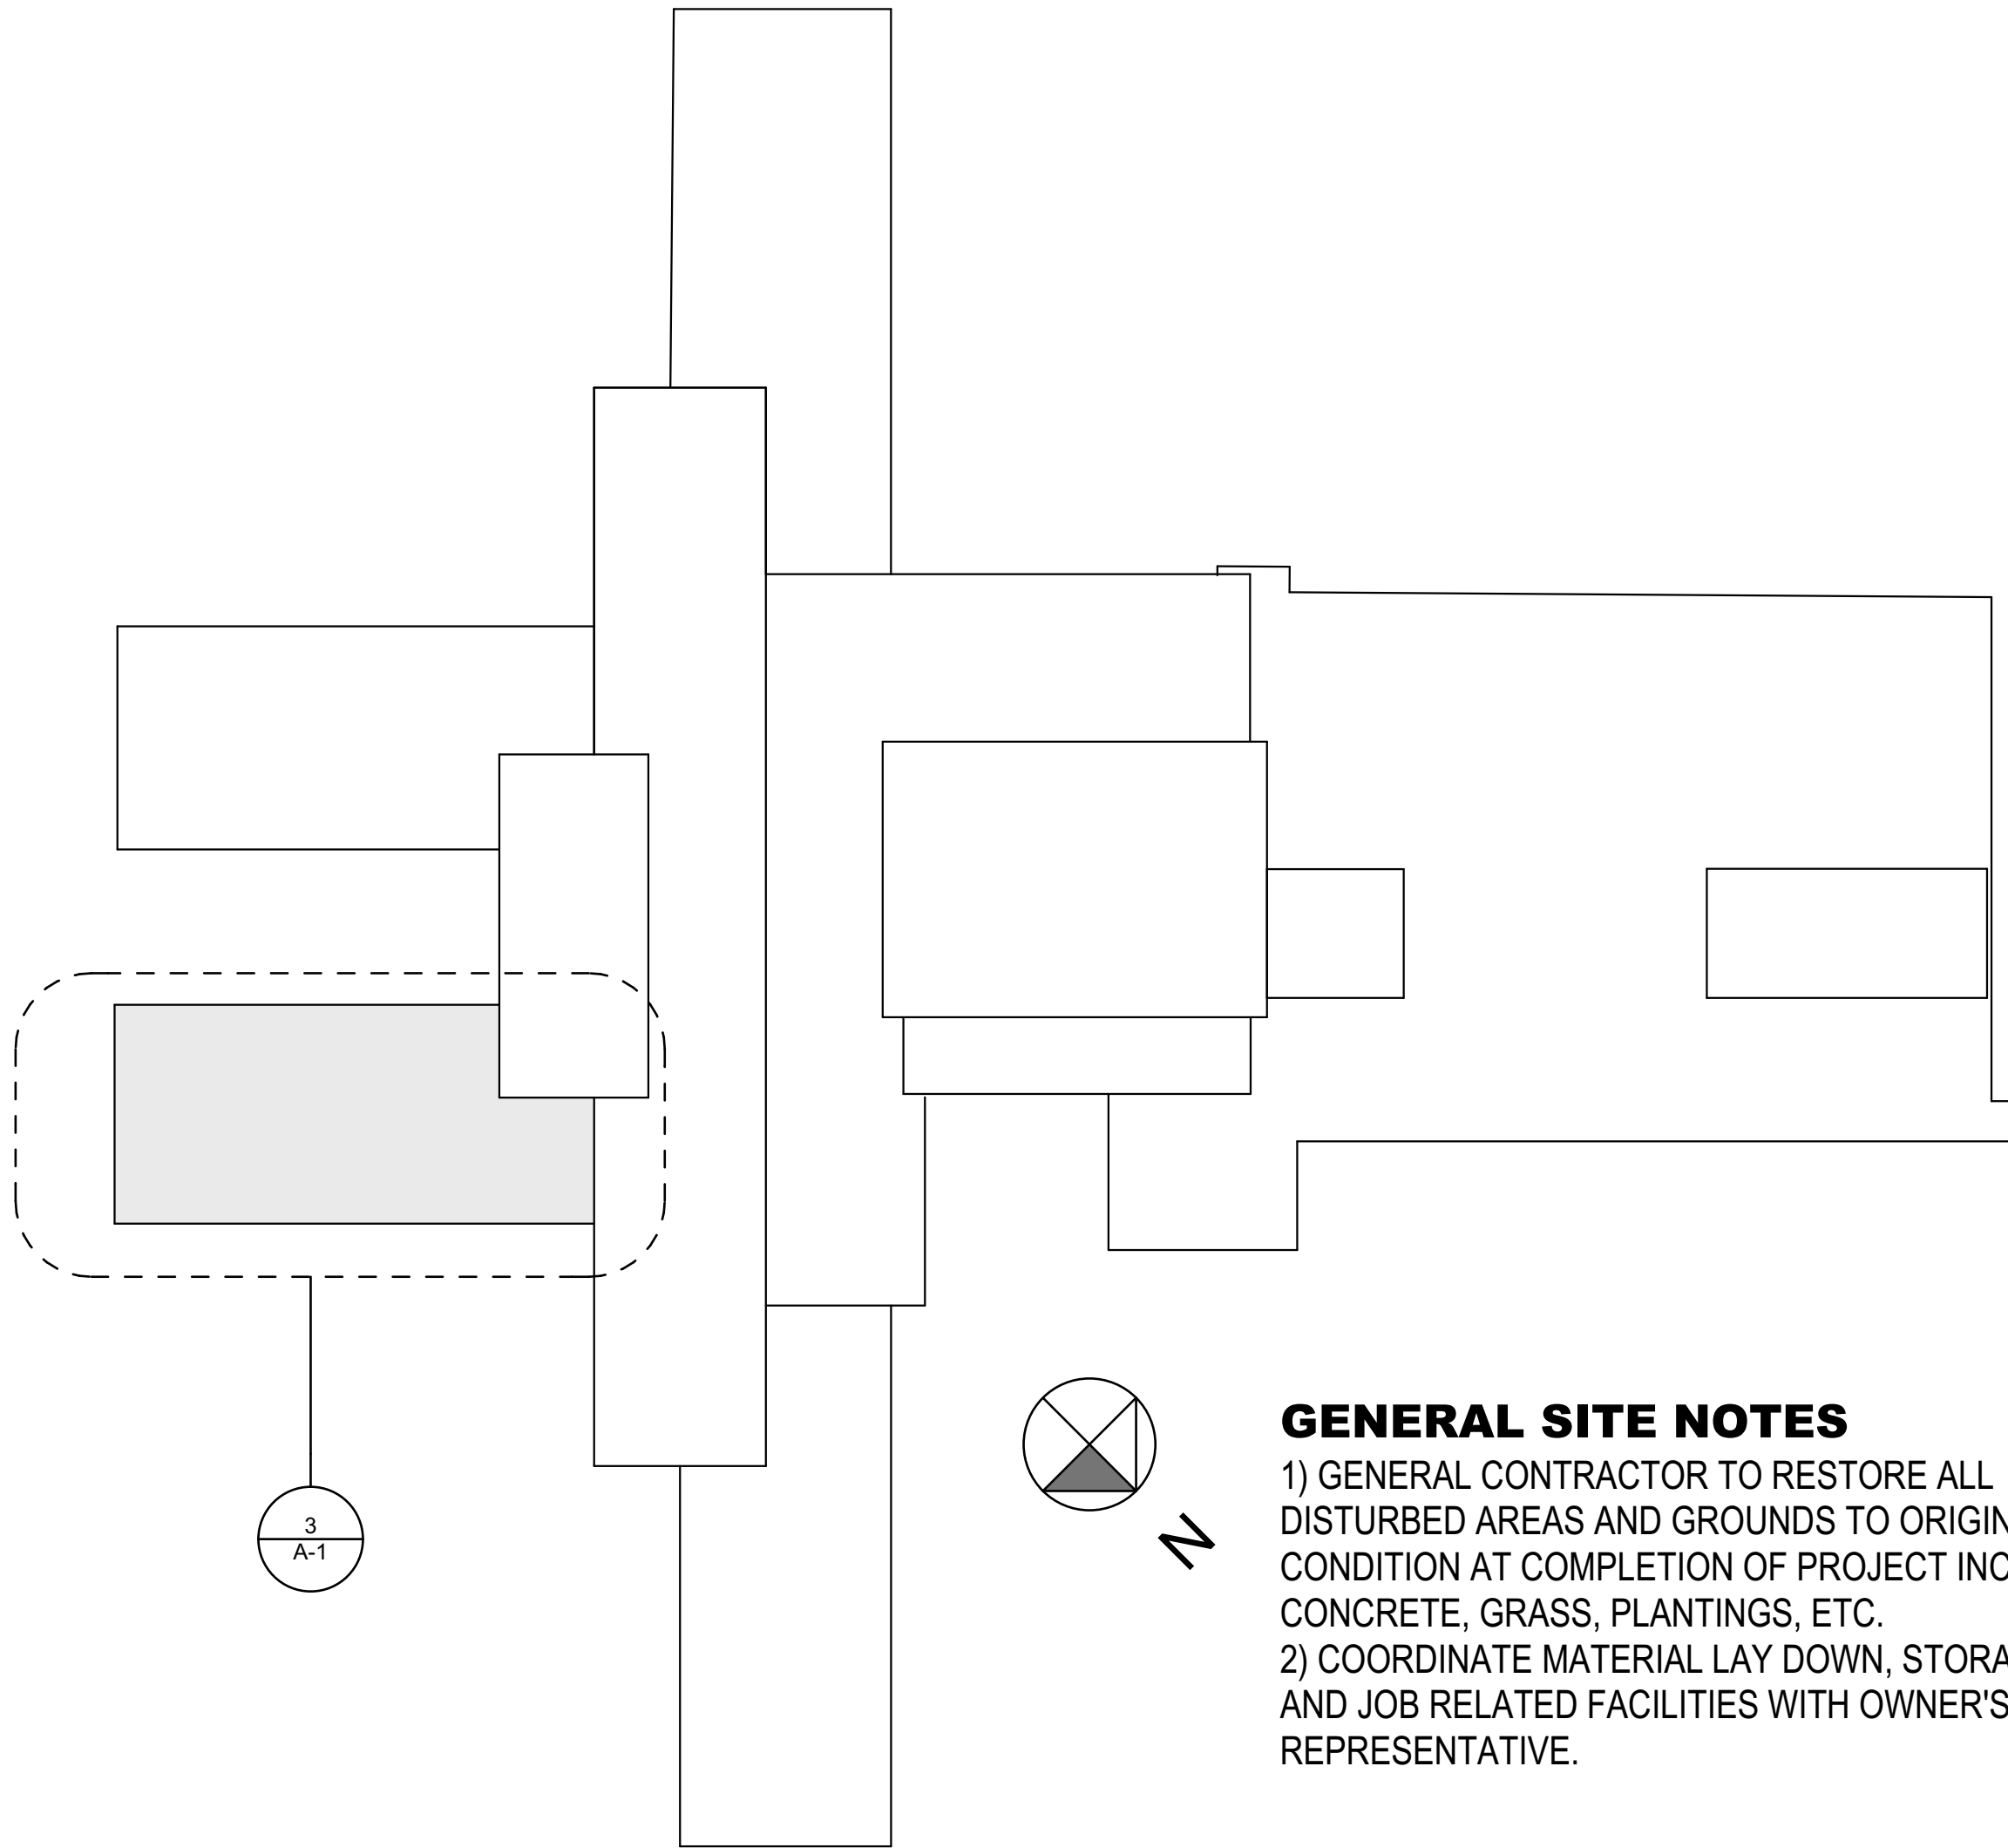 3
A-1
N
GENERAL SITE NOTES
1) GENERAL CONTRACTOR TO RESTORE ALL
DISTURBED AREAS AND GROUNDS TO ORIGIN
CONDITION AT COMPLETION OF PROJECT INC
CONCRETE, GRASS, PLANTINGS, ETC.
2) COORDINATE MATERIAL LAY DOWN, STORA
AND JOB RELATED FACILITIES WITH OWNER'S
REPRESENTATIVE.